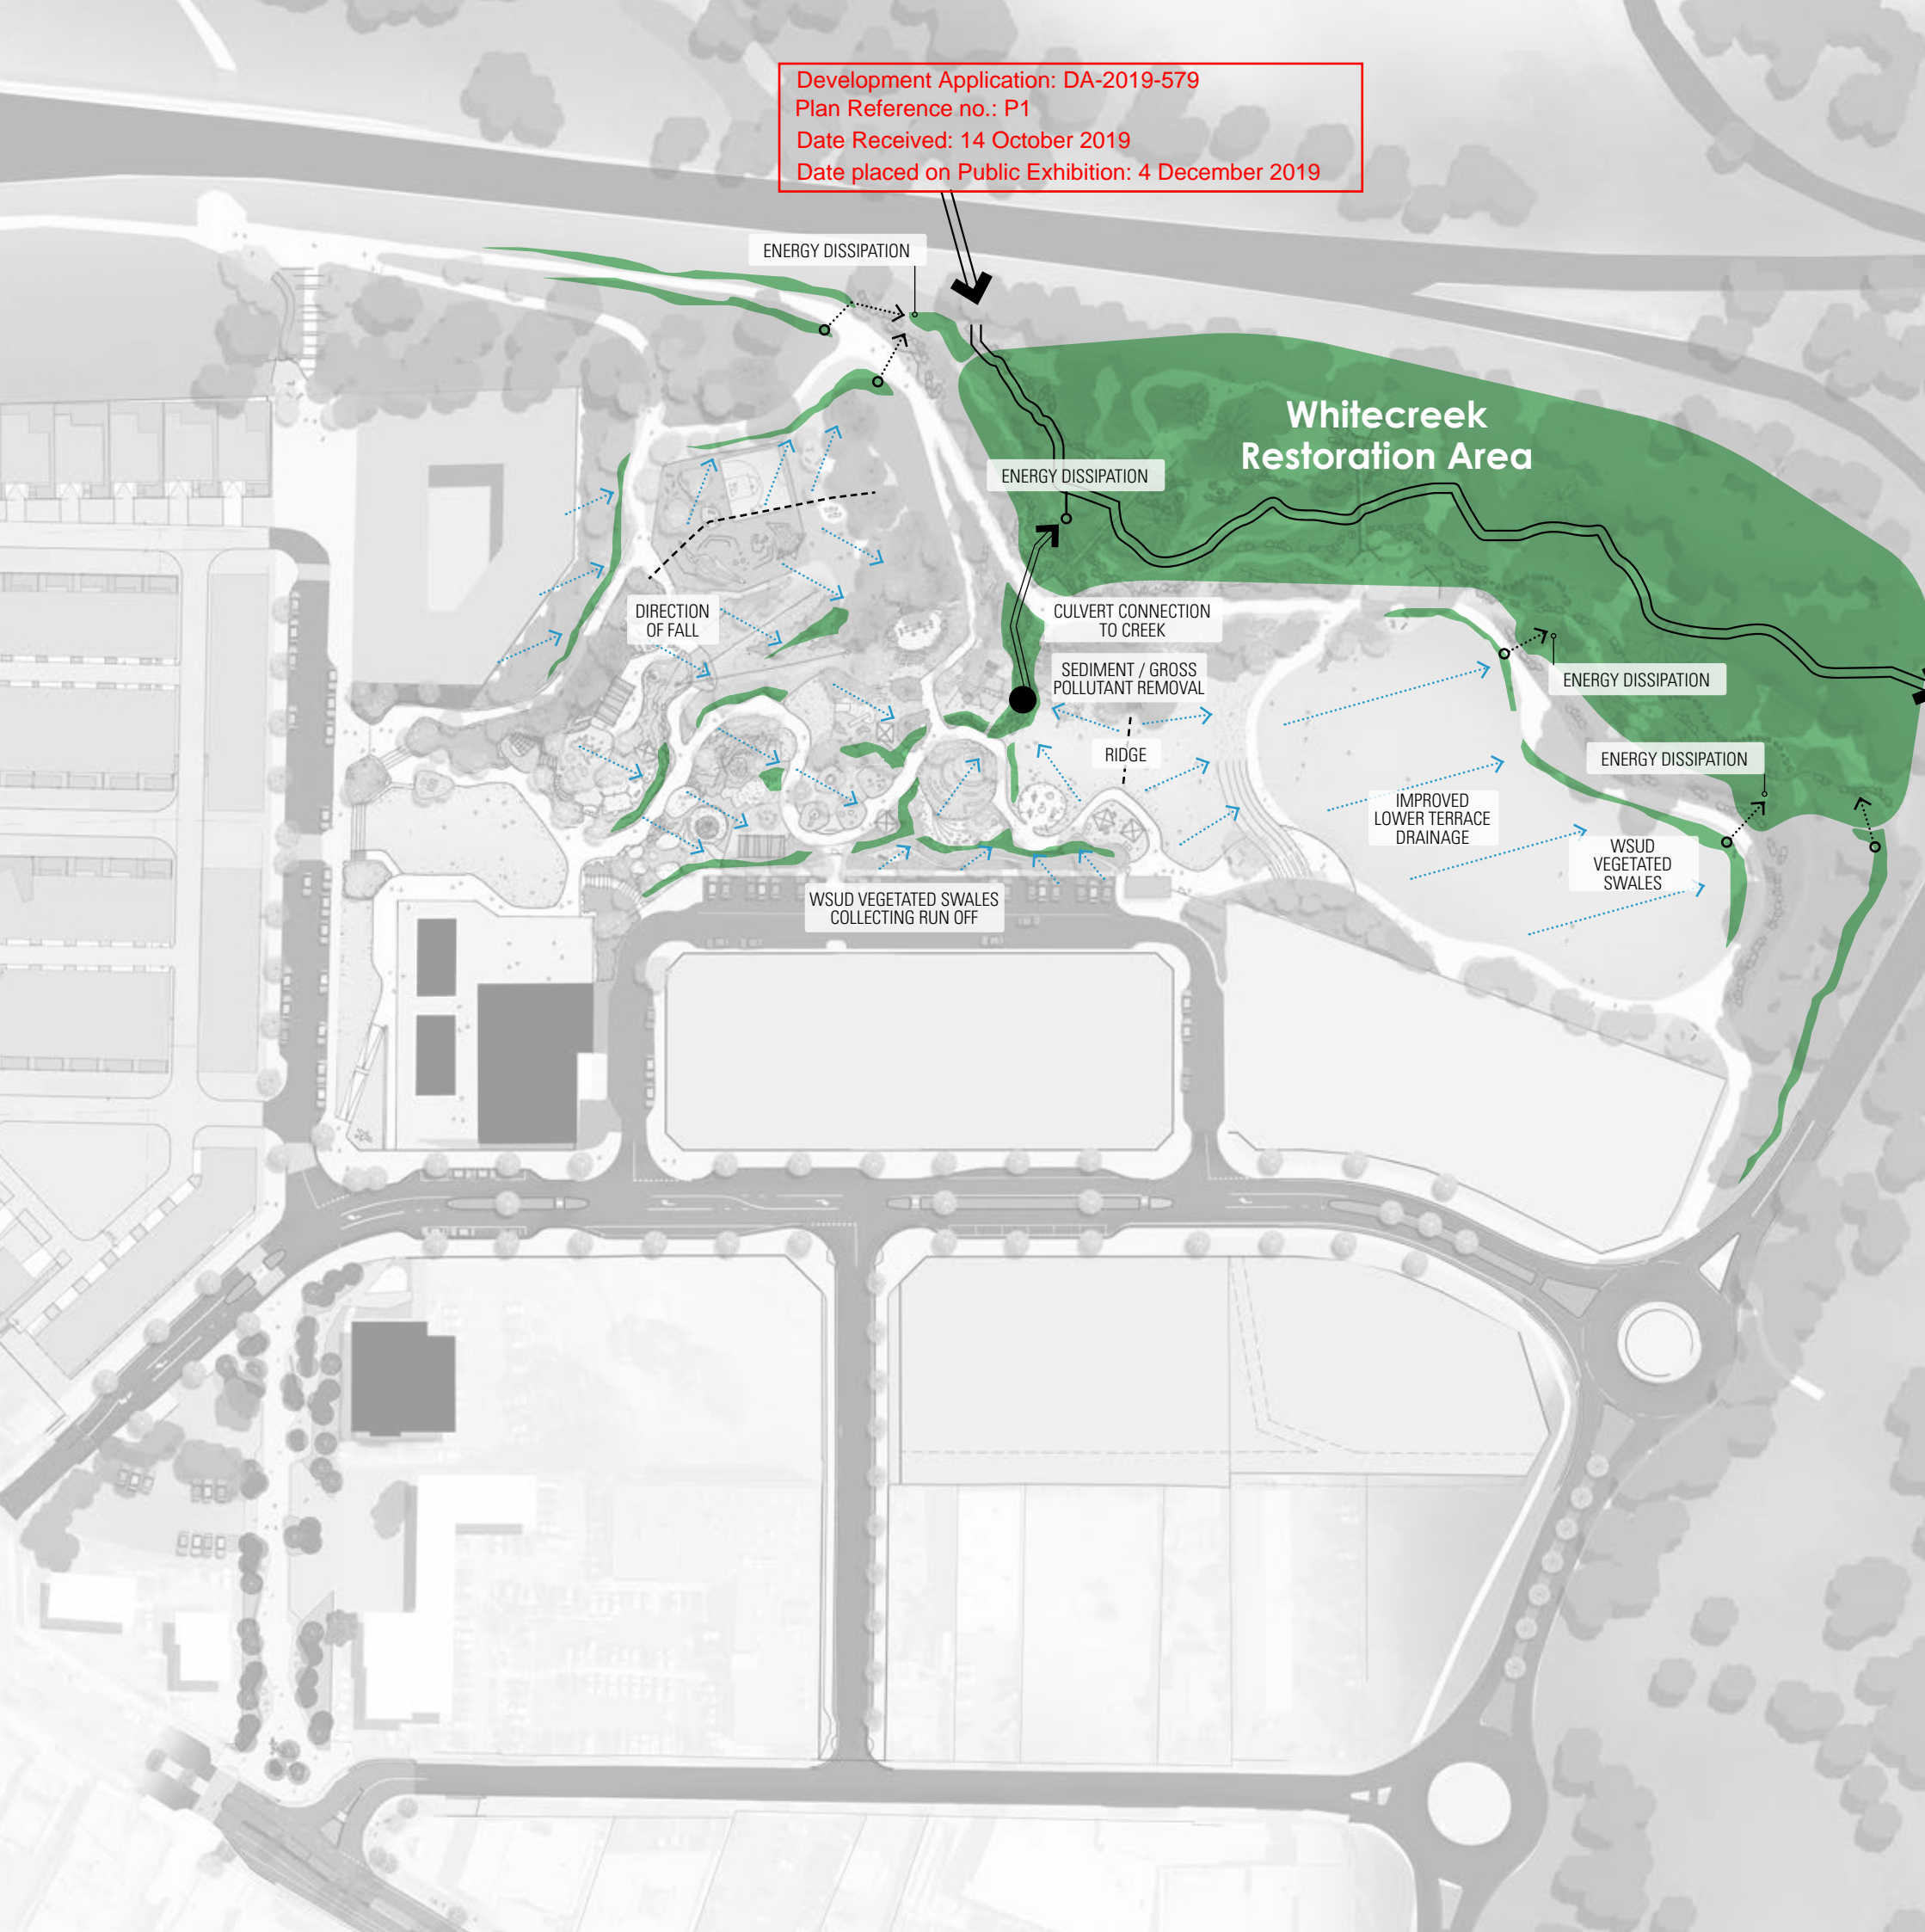 Development Application: DA-2019-579
Plan Reference no.: P1
Date Received: 14 October 2019
Date placed on Public Exhibition: 4 December 2019
ENERGY DISSIPATION
Whitecreek
Restoration Area
ENERGY DISSIPATION
DIRECTION
OF FALL
CULVERT CONNECTION
TO CREEK
SEDIMENT / GROSS
POLLUTANT REMOVAL
ENERGY DISSIPATION
RIDGE
ENERGY DISSIPATION
IMPROVED
LOWER TERRACE
DRAINAGE
WSUD
VEGETATED
SWALES
WSUD VEGETATED SWALES
COLLECTING RUN OFF